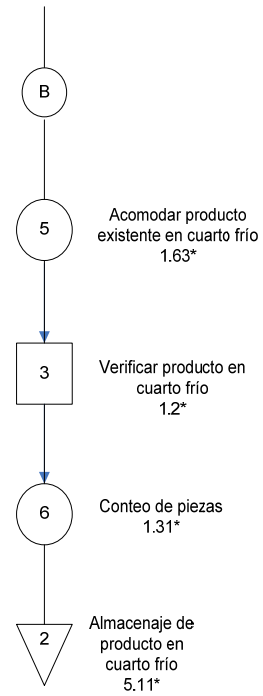 B
5
Acomodar producto
existente en cuarto frío
1.63*
3
Verificar producto en
cuarto frío
1.2*
6
Conteo de piezas
1.31*
2
Almacenaje de
producto en
cuarto frío
5.11*